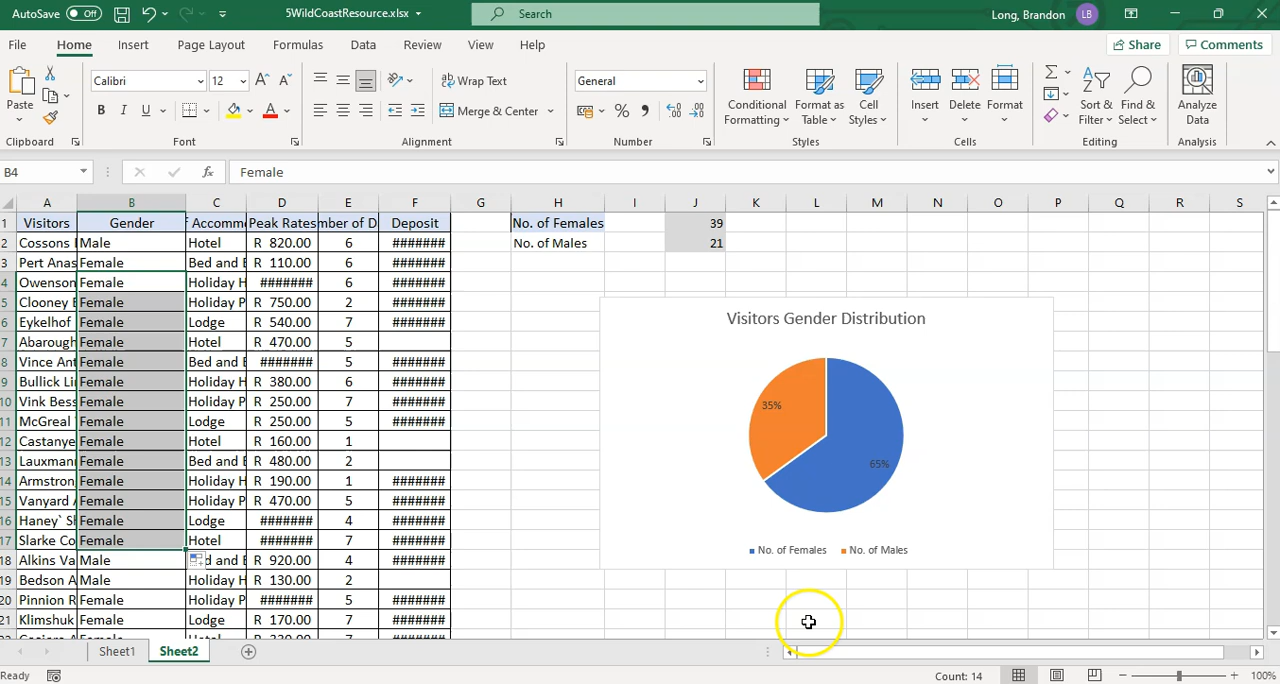 AutoSave Off 5WildCoastResource.xlsx Search Long, Brandon LB
File Home Insert Page Layout Formulas Data Review View Help Share Comments
Paste Calibri 12 Wrap Text General Conditional Formatting Format as Table Cell Styles Insert Delete Format Sort & Filter Find & Select Analyze Data
B I U Merge & Center %
Clipboard Font Alignment Number Styles Cells Editing Analysis
B4 fx Female
A B C D E F G H I J K L M N O P Q R S
1 Visitors Gender Accomm Peak Rates mber of D Deposit No. of Females 39
2 Cossons Male Hotel R 820.00 6 ####### No. of Males 21
3 Pert Anas Female Bed and R 110.00 6 #######
4 Owenson Female Holiday H ####### 6 #######
5 Clooney Female Holiday P R 750.00 2 #######
6 Eykelhof Female Lodge R 540.00 7 #######
7 Abarough Female Hotel R 470.00 5
8 Vince Ant Female Bed and ####### 5 #######
9 Bullick Li Female Holiday H R 380.00 6 #######
10 Vink Bess Female Holiday P R 250.00 7 #######
11 McGreal Female Lodge R 250.00 5 #######
12 Castanye Female Hotel R 160.00 1
13 Lauxman Female Bed and R 480.00 2
14 Armstron Female Holiday H R 190.00 1 #######
15 Vanyard Female Holiday P R 470.00 5 #######
16 Haney` S Female Lodge ####### 4 #######
17 Slarke Co Female Hotel ####### 7 #######
18 Alkins Va Male d and R 920.00 4 #######
19 Bedson A Male Holiday H R 130.00 2
20 Pinnion R Female Holiday P ####### 5 #######
21 Klimshuk Female Lodge R 170.00 7 #######
Visitors Gender Distribution
35%
65%
No. of Females No. of Males
Sheet1 Sheet2
Ready Count: 14 100%